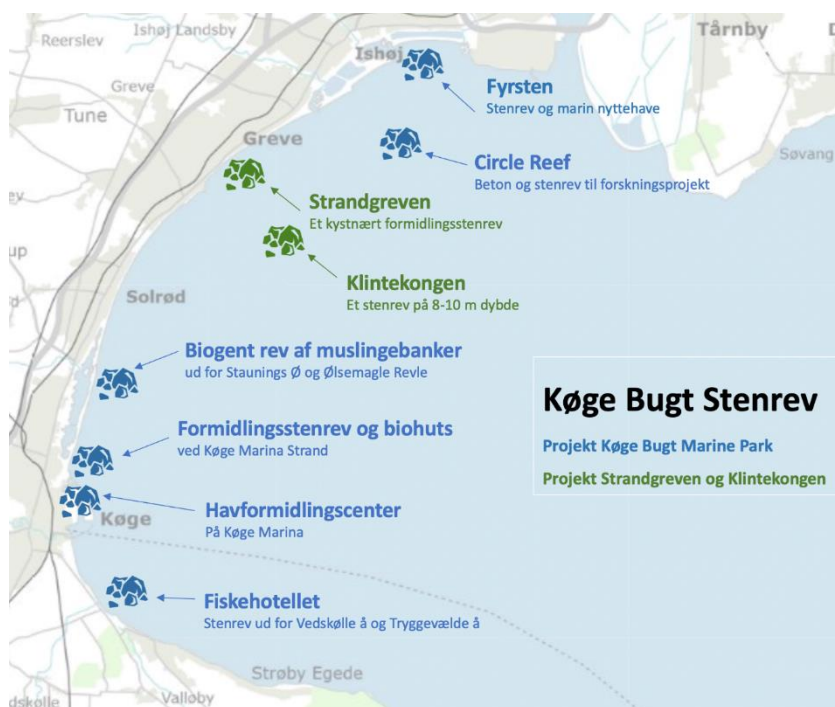 Reerslev
Ishøj Landsby
Ishøj
Tårnby
Greve
Tune
Greve
Søvang
Fyrsten
Stenrev og marin nyttehave
Circle Reef
Beton og stenrev til forskningsprojekt
Strandgreven
Et kystnært formidlingsstenrev
Klintekongen
Et stenrev på 8-10 m dybde
up
Solrød
Biogent rev af muslingebanker
ud for Staunings Ø og Ølsemagle Revle
Formidlingsstenrev og biohuts
ved Køge Marina Strand
Havformidlingscenter
På Køge Marina
Køge
Fiskehotellet
Stenrev ud for Vedskølle å og Tryggevælde å
Køge Bugt Stenrev
Projekt Køge Bugt Marine Park
Projekt Strandgreven og Klintekongen
Strøby Egede
Valløby
dskølle